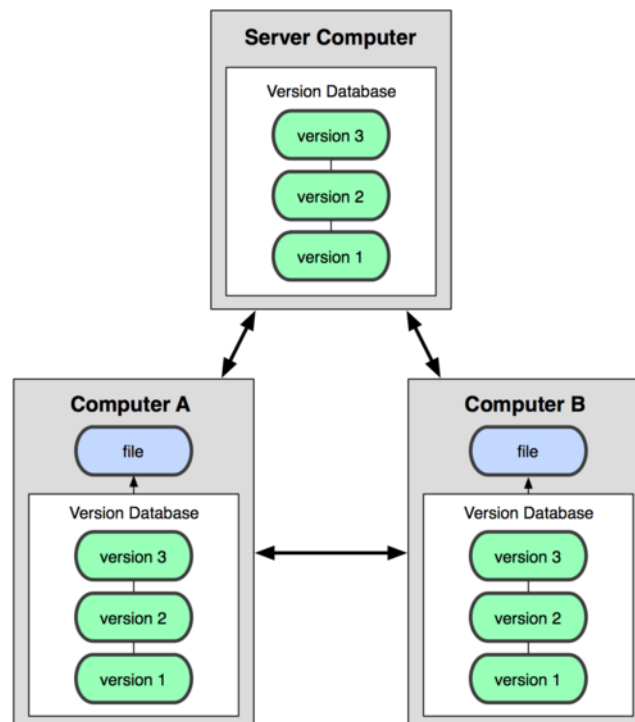 Server Computer
Version Database
version 3
version 2
version 1
Computer A
file
Version Database
version 3
version 2
version 1
Computer B
file
Version Database
version 3
version 2
version 1